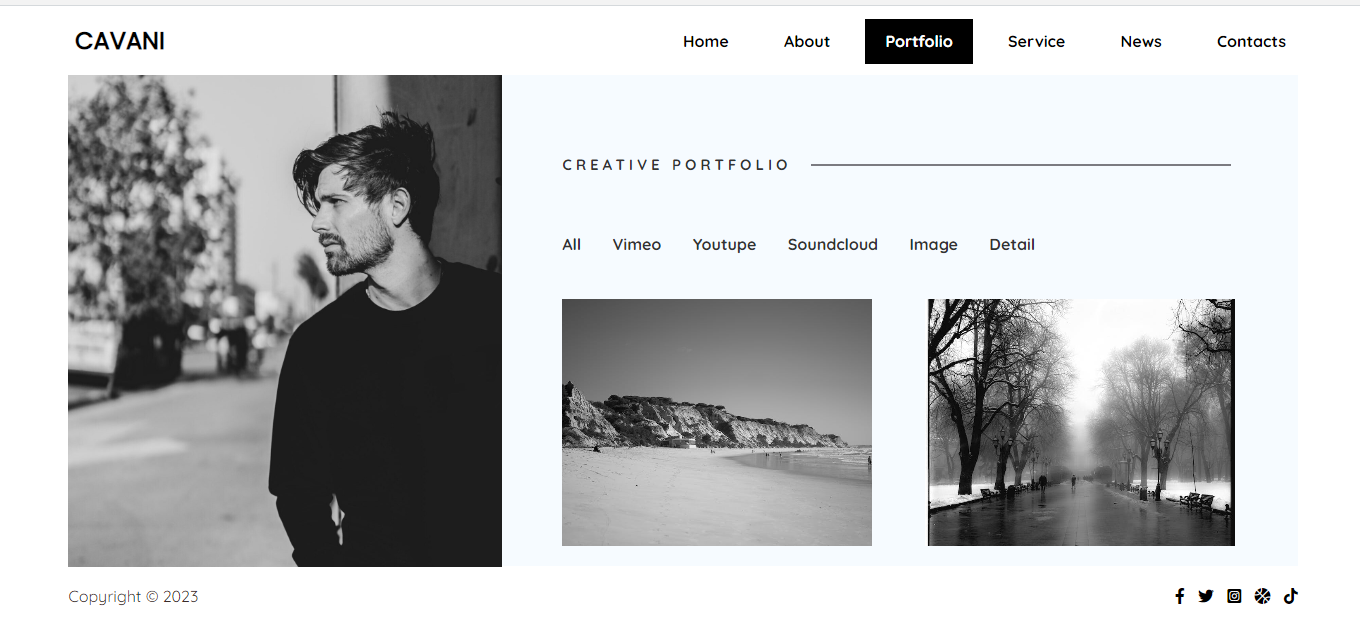 CAVANI
Home About Portfolio Service News Contacts
CREATIVE PORTFOLIO
All Vimeo Youtupe Soundcloud Image Detail
Copyright © 2023